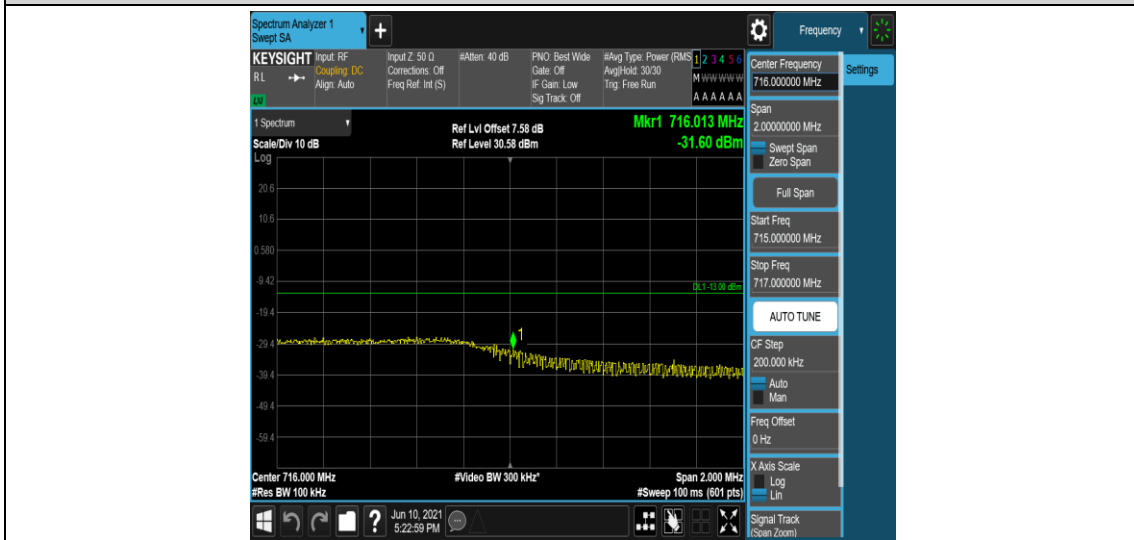 Spectrum Analyzer 1
Swept SA
+
Frequency
KEYSIGHT
RL
LXI
Input: RF
Coupling: DC
Align: Auto
Input Z: 50 Ω
Corrections: Off
Freq Ref: Int (S)
#Atten: 40 dB
PNO: Best Wide
Gate: Off
IF Gain: Low
Sig Track: Off
#Avg Type: Power (RMS
Avg|Hold: 30/30
Trig: Free Run
1 2 3 4 5 6
M W W W W W
A A A A A A
1 Spectrum
Scale/Div 10 dB
Log
Ref Lvl Offset 7.58 dB
Ref Level 30.58 dBm
Mkr1 716.013 MHz
-31.60 dBm
20.6
10.6
0.580
-9.42
DL1 -13.00 dBm
-19.4
1
-29.4
-39.4
-49.4
-59.4
Center 716.000 MHz
#Res BW 100 kHz
#Video BW 300 kHz*
Span 2.000 MHz
#Sweep 100 ms (601 pts)
Center Frequency
716.000000 MHz
Settings
Span
2.00000000 MHz
Swept Span
Zero Span
Full Span
Start Freq
715.000000 MHz
Stop Freq
717.000000 MHz
AUTO TUNE
CF Step
200.000 kHz
Auto
Man
Freq Offset
0 Hz
X Axis Scale
Log
Lin
Signal Track
(Span Zoom)
?
Jun 10, 2021
5:22:59 PM